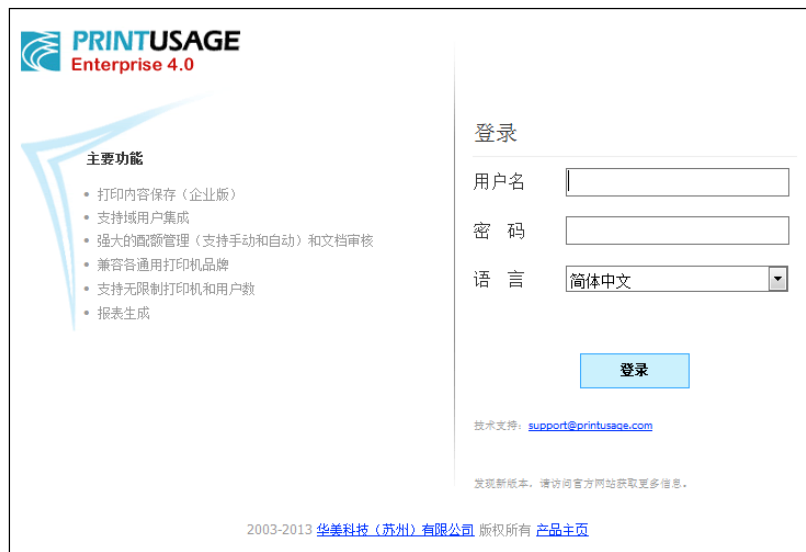 PRINTUSAGE
Enterprise 4.0
主要功能
• 打印内容保存（企业版）
• 支持域用户集成
• 强大的配额管理（支持手动和自动）和文档审核
• 兼容各通用打印机品牌
• 支持无限制打印机和用户数
• 报表生成
登录
用户名
密 码
语 言 简体中文
登录
技术支持: support@printusage.com
发现新版本, 请访问官方网站获取更多信息。
2003-2013 华美科技（苏州）有限公司 版权所有 产品主页